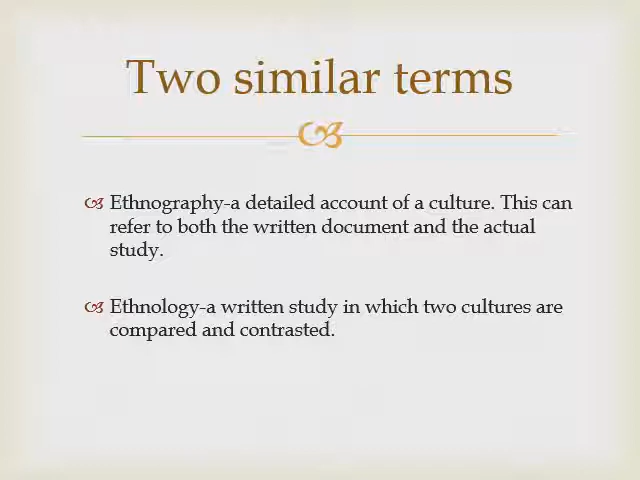 Two similar terms
Ethnography-a detailed account of a culture. This can
refer to both the written document and the actual
study.
Ethnology-a written study in which two cultures are
compared and contrasted.